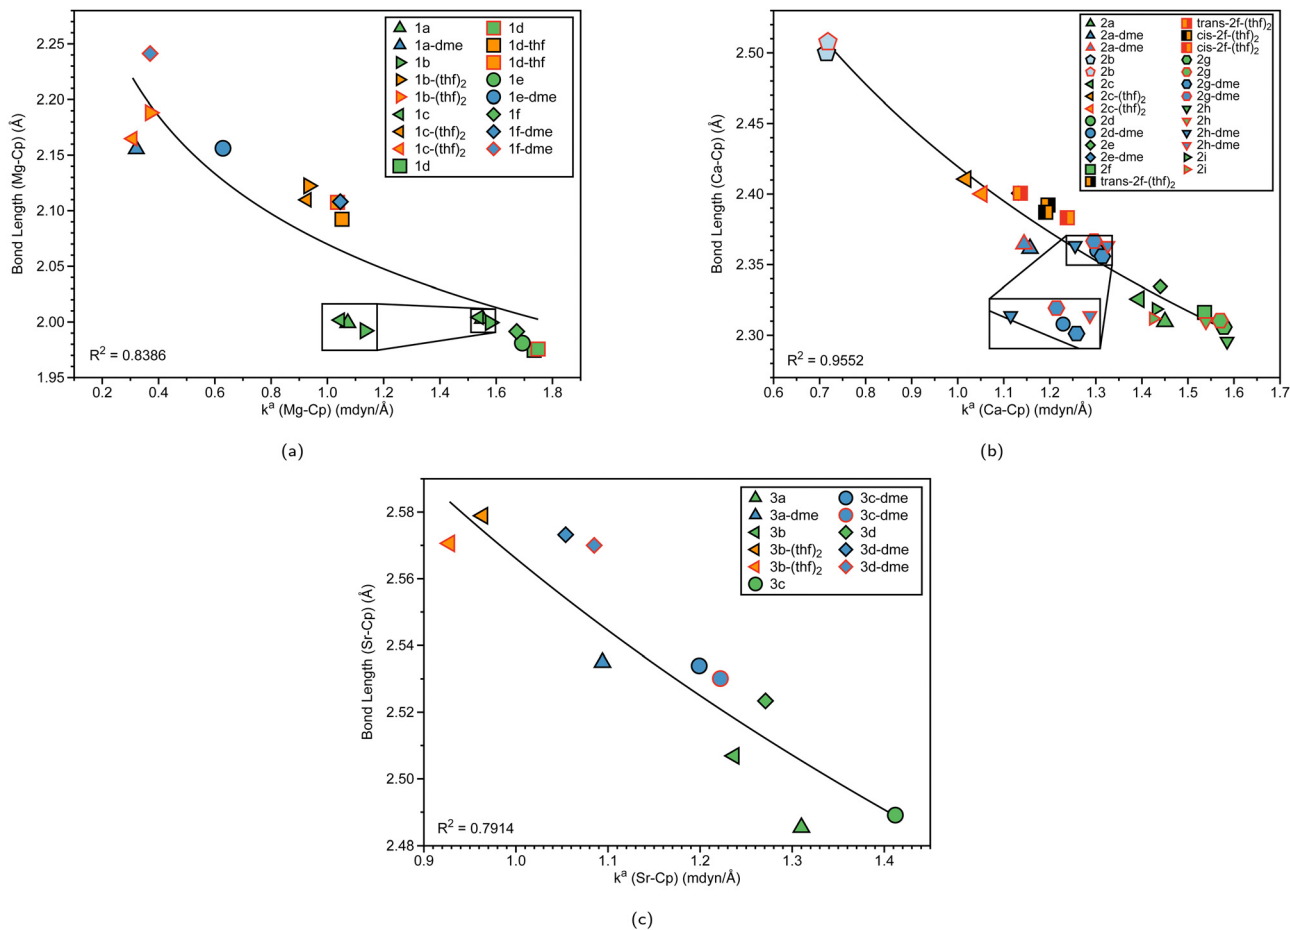 2.25
2.20
2.15
2.10
2.05
2.00
1.95
Bond Length (Mg-Cp) (Å)
0.2 0.4 0.6 0.8 1.0 1.2 1.4 1.6 1.8
kᵃ (Mg-Cp) (mdyn/Å)
R² = 0.8386
1a
1a-dme
1b
1b-(thf)₂
1b-(thf)₂
1c
1c-(thf)₂
1c-(thf)₂
1d
1d
1d-thf
1d-thf
1e
1e-dme
1f
1f-dme
1f-dme
(a)
2.50
2.45
2.40
2.35
2.30
Bond Length (Ca-Cp) (Å)
0.6 0.7 0.8 0.9 1.0 1.1 1.2 1.3 1.4 1.5 1.6 1.7
kᵃ (Ca-Cp) (mdyn/Å)
R² = 0.9552
2a
2a-dme
2a-dme
2b
2b
2c
2c-(thf)₂
2c-(thf)₂
2d
2d-dme
2e
2e-dme
2f
trans-2f-(thf)₂
trans-2f-(thf)₂
cis-2f-(thf)₂
cis-2f-(thf)₂
2g
2g
2g-dme
2g-dme
2h
2h
2h-dme
2h-dme
2i
2i
(b)
2.58
2.56
2.54
2.52
2.50
2.48
Bond Length (Sr-Cp) (Å)
0.9 1.0 1.1 1.2 1.3 1.4
kᵃ (Sr-Cp) (mdyn/Å)
R² = 0.7914
3a
3a-dme
3b
3b-(thf)₂
3b-(thf)₂
3c
3c-dme
3c-dme
3d
3d-dme
3d-dme
(c)